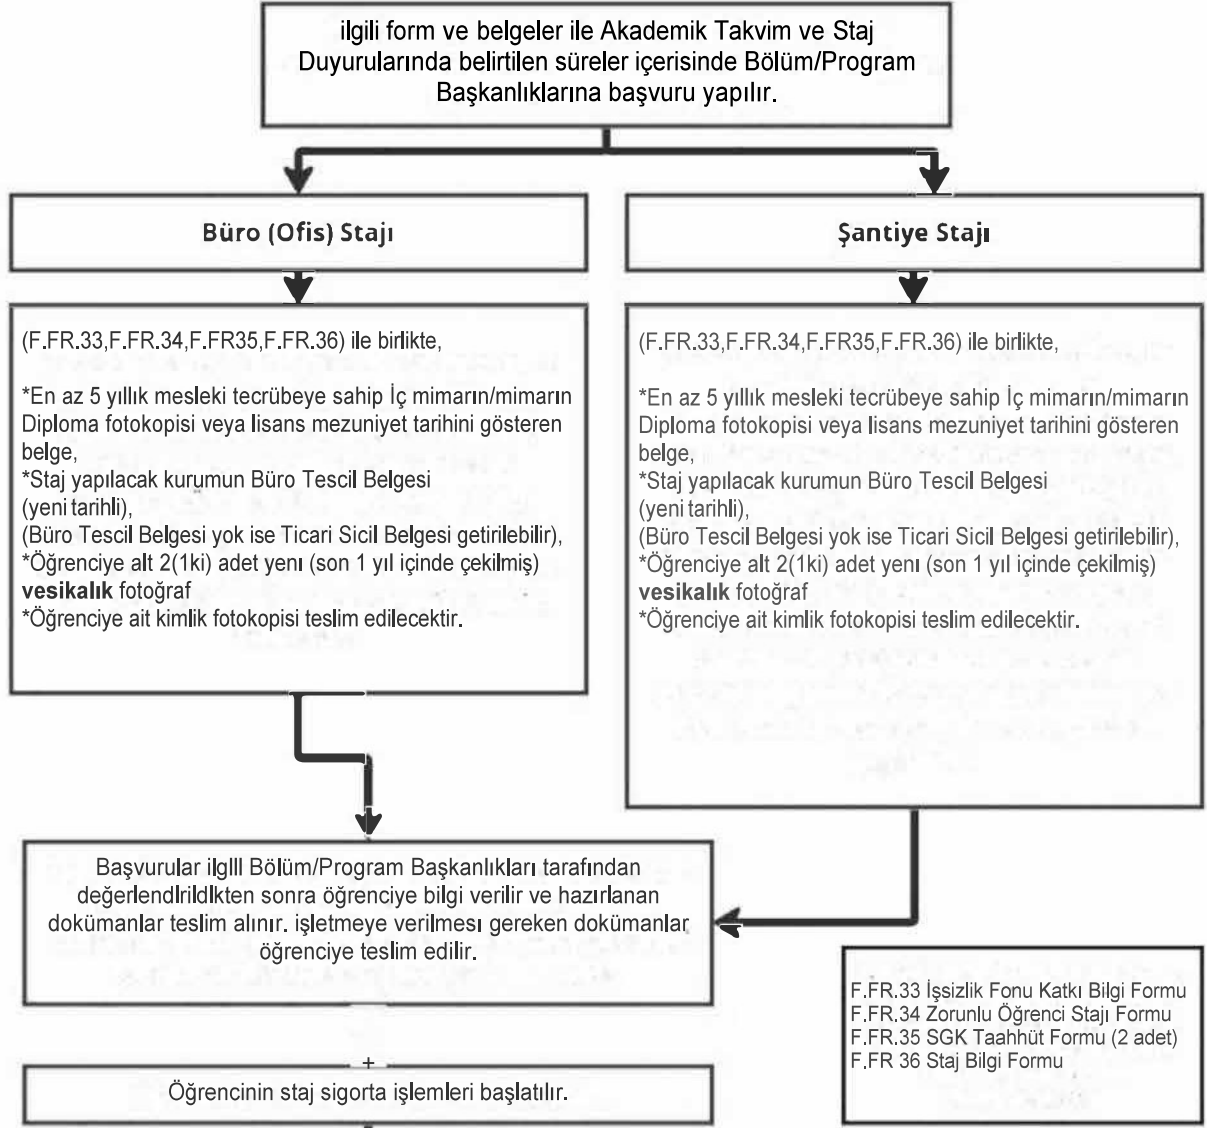 ilgili form ve belgeler ile Akademik Takvim ve Staj
Duyurularında belirtilen süreler içerisinde Bölüm/Program
Başkanlıklarına başvuru yapılır.
Büro (Ofis) Stajı
(F.FR.33,F.FR.34,F.FR35,F.FR.36) ile birlikte,
*En az 5 yıllık mesleki tecrübeye sahip İç mimarın/mimarın
Diploma fotokopisi veya lisans mezuniyet tarihini gösteren
belge,
*Staj yapılacak kurumun Büro Tescil Belgesi
(yeni tarihli),
(Büro Tescil Belgesi yok ise Ticari Sicil Belgesi getirilebilir),
*Öğrenciye alt 2(1ki) adet yenı (son 1 yıl içinde çekilmiş)
vesikalık fotoğraf
*Öğrenciye ait kimlik fotokopisi teslim edilecektir.
Şantiye Stajı
(F.FR.33,F.FR.34,F.FR35,F.FR.36) ile birlikte,
*En az 5 yıllık mesleki tecrübeye sahip İç mimarın/mimarın
Diploma fotokopisi veya lisans mezuniyet tarihini gösteren
belge,
*Staj yapılacak kurumun Büro Tescil Belgesi
(yeni tarihli),
(Büro Tescil Belgesi yok ise Ticari Sicil Belgesi getirilebilir),
*Öğrenciye alt 2(1ki) adet yenı (son 1 yıl içinde çekilmiş)
vesikalık fotoğraf
*Öğrenciye ait kimlik fotokopisi teslim edilecektir.
Başvurular ilglll Bölüm/Program Başkanlıkları tarafından
değerlendlrildlkten sonra öğrenciye bilgi verilir ve hazırlanan
dokümanlar teslim alınır. işletmeye verilmesı gereken dokümanlar
öğrenciye teslim edilir.
+
Öğrencinin staj sigorta işlemleri başlatılır.
F.FR.33 İşsizlik Fonu Katkı Bilgi Formu
F.FR.34 Zorunlu Öğrenci Stajı Formu
F.FR.35 SGK Taahhüt Formu (2 adet)
F.FR 36 Staj Bilgi Formu